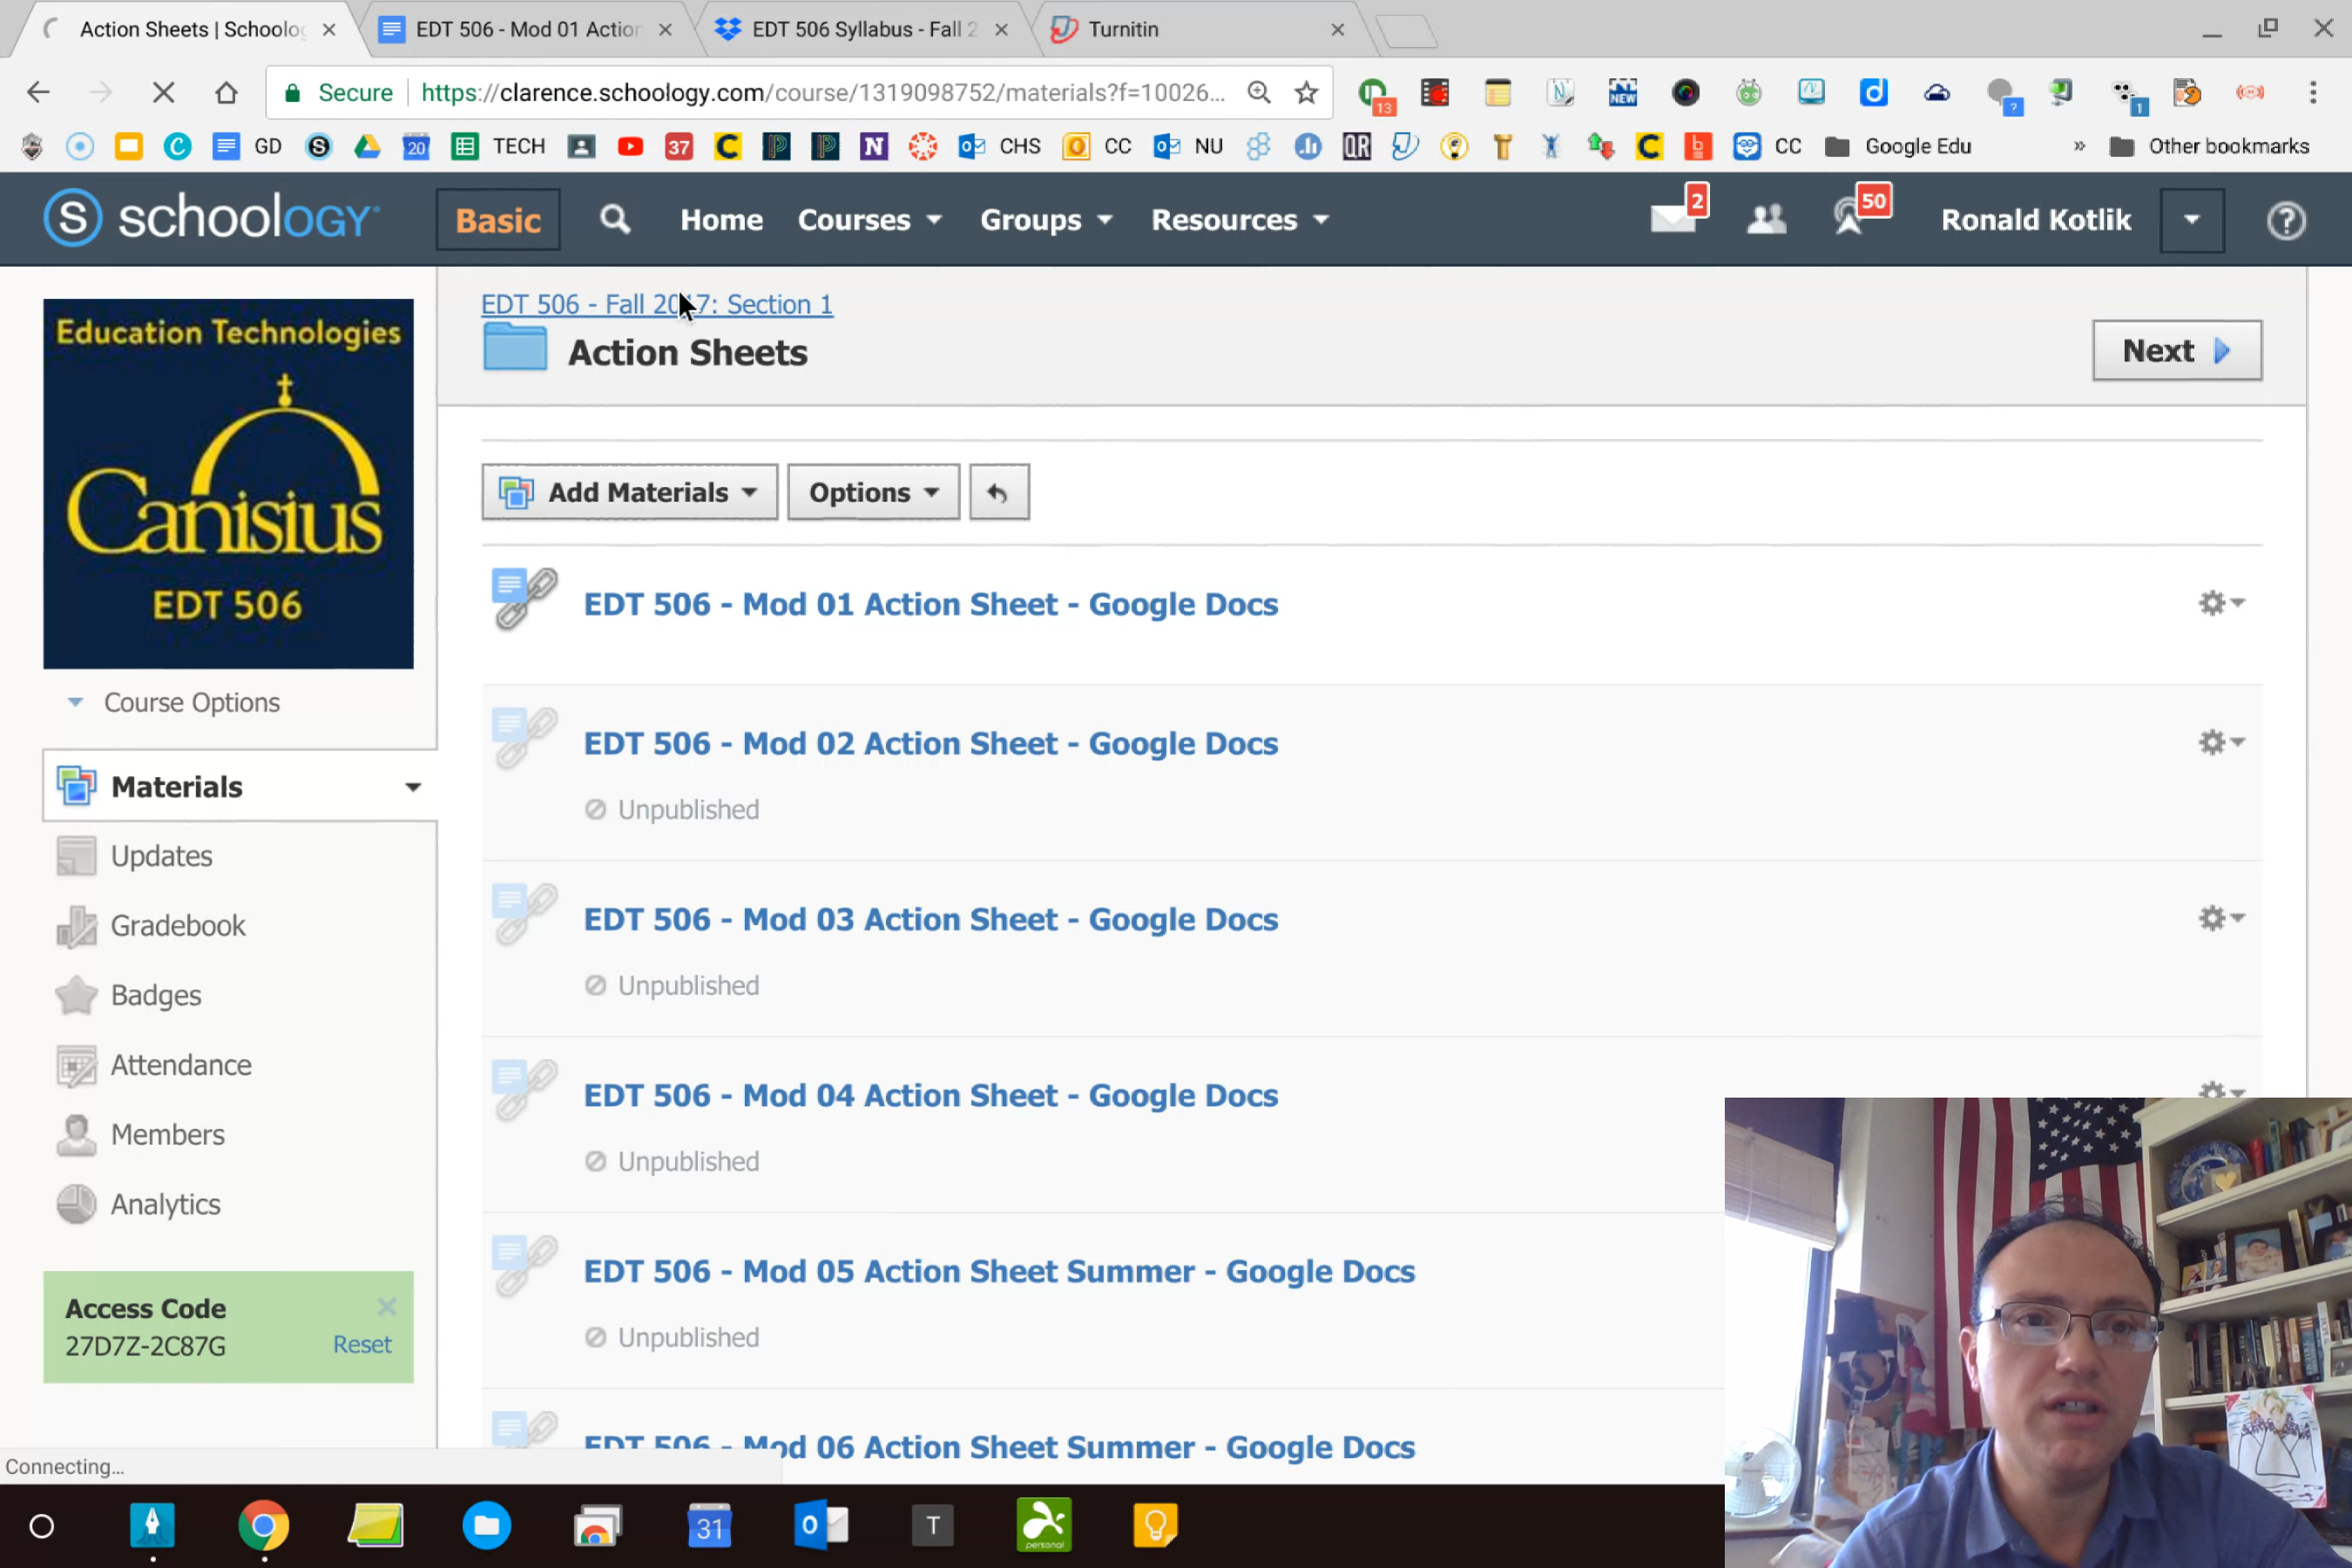 Action Sheets | Schoolog
EDT 506 - Mod 01 Action
EDT 506 Syllabus - Fall 2
Turnitin
Secure
https://clarence.schoology.com/course/1319098752/materials?f=10026...
13
NEW
?
1
GD
20
TECH
37
N
CHS
CC
NU
QR
CC
Google Edu
»
Other bookmarks
S schoology
Basic
Home
Courses
Groups
Resources
2
50
Ronald Kotlik
?
Education Technologies
Canisius
EDT 506
EDT 506 - Fall 2017: Section 1
Action Sheets
Next
Add Materials
Options
Course Options
Materials
Updates
Gradebook
Badges
Attendance
Members
Analytics
Access Code
27D7Z-2C87G
Reset
EDT 506 - Mod 01 Action Sheet - Google Docs
EDT 506 - Mod 02 Action Sheet - Google Docs
Unpublished
EDT 506 - Mod 03 Action Sheet - Google Docs
Unpublished
EDT 506 - Mod 04 Action Sheet - Google Docs
Unpublished
EDT 506 - Mod 05 Action Sheet Summer - Google Docs
Unpublished
EDT 506 - Mod 06 Action Sheet Summer - Google Docs
Connecting...
31
T
personal